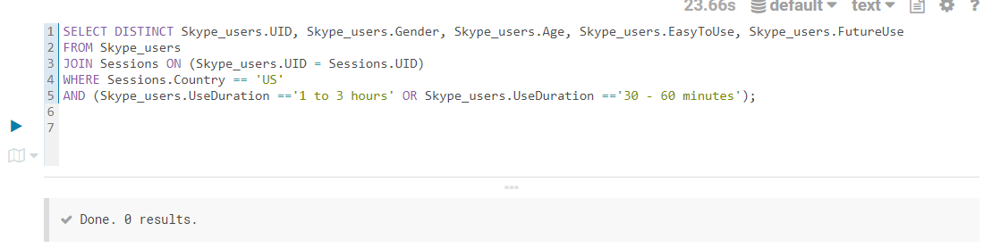 23.66s default text ?
1 SELECT DISTINCT Skype_users.UID, Skype_users.Gender, Skype_users.Age, Skype_users.EasyToUse, Skype_users.FutureUse
2 FROM Skype_users
3 JOIN Sessions ON (Skype_users.UID = Sessions.UID)
4 WHERE Sessions.Country == 'US'
5 AND (Skype_users.UseDuration =='1 to 3 hours' OR Skype_users.UseDuration =='30 - 60 minutes');
6
7
Done. 0 results.